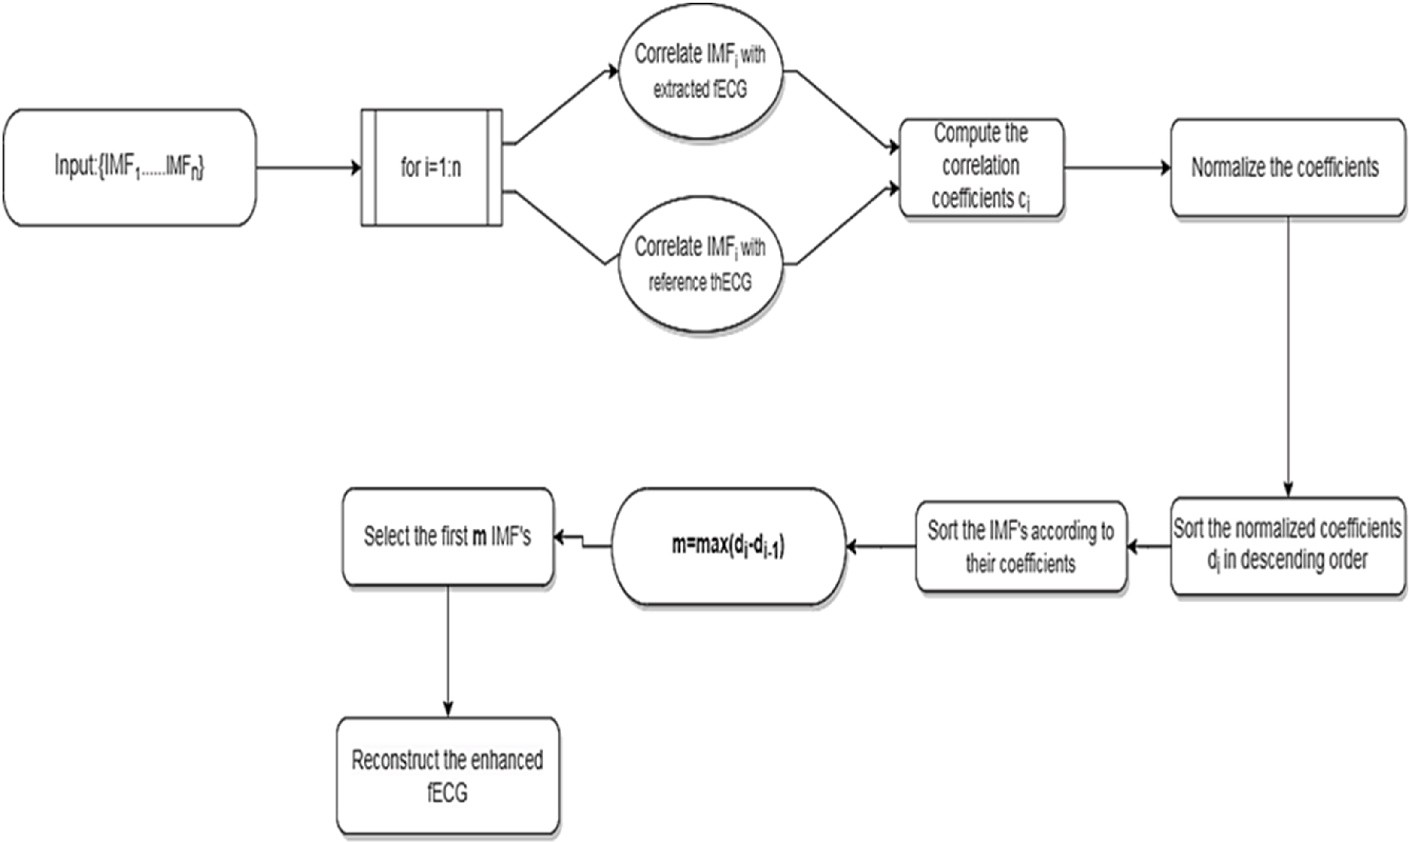 Input:{IMF1......IMFn}
for i=1:n
Correlate IMFi with
extracted fECG
Correlate IMFi with
reference thECG
Compute the
correlation
coefficients ci
Normalize the coefficients
Sort the normalized coefficients
di in descending order
Sort the IMF's according to
their coefficients
m=max(di-di-1)
Select the first m IMF's
Reconstruct the enhanced
fECG